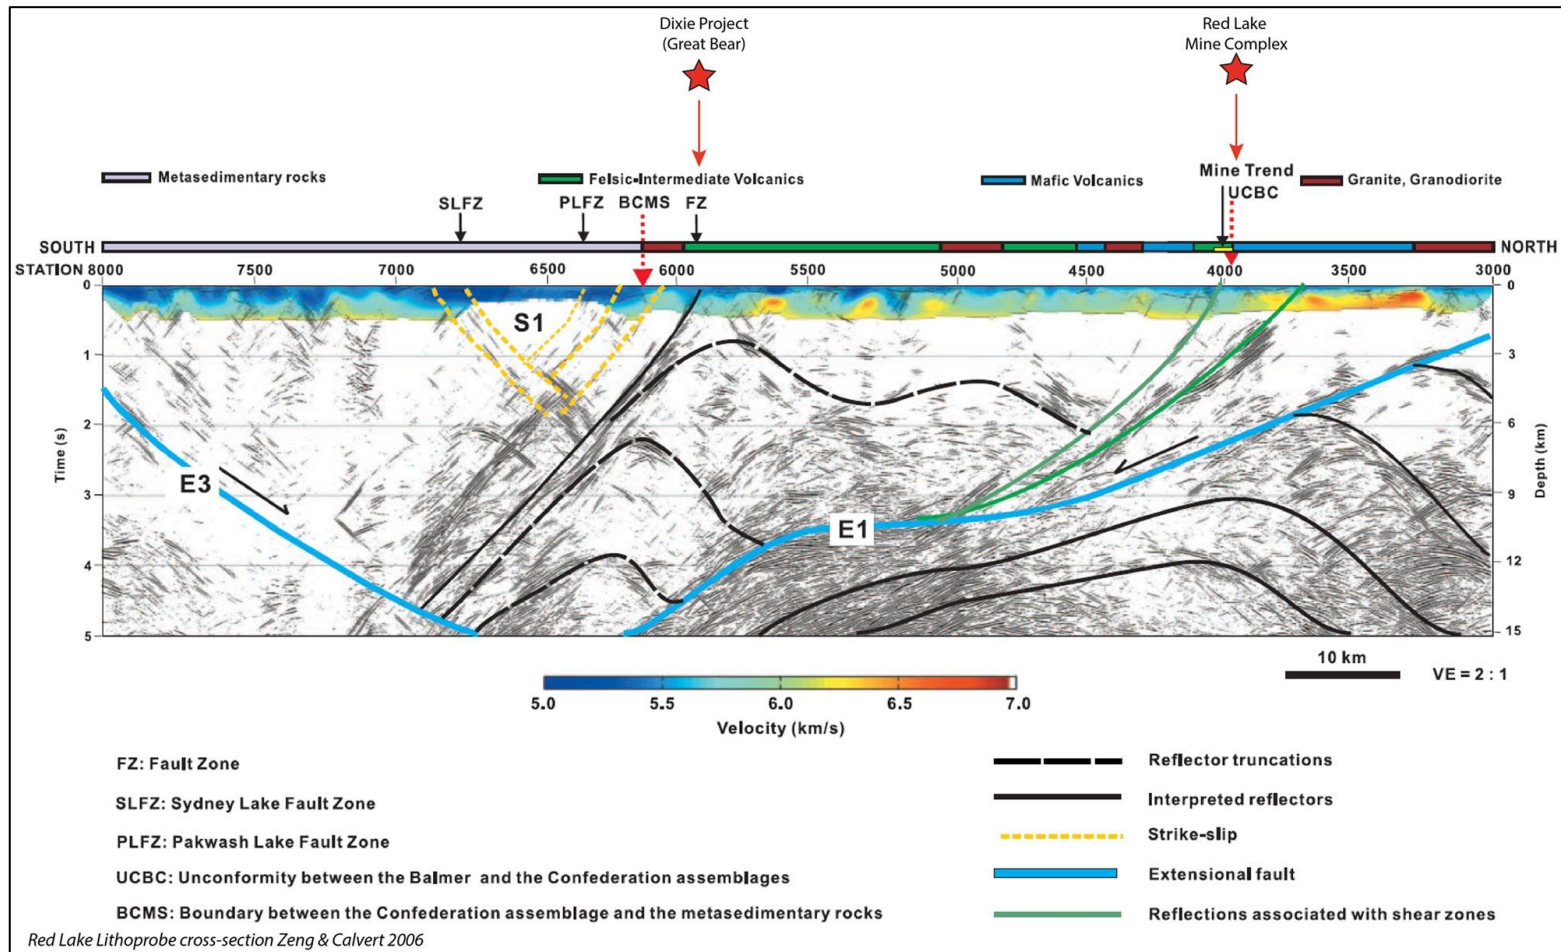 Dixie Project
(Great Bear)
Red Lake
Mine Complex
Metasedimentary rocks
Felsic-Intermediate Volcanics
Mafic Volcanics
Granite, Granodiorite
SLFZ
PLFZ
BCMS
FZ
Mine Trend
UCBC
SOUTH
NORTH
STATION 8000 7500 7000 6500 6000 5500 5000 4500 4000 3500 3000
0
1
2
3
4
5
Time (s)
0
3
6
9
12
15
Depth (km)
S1
E3
E1
10 km
VE = 2 : 1
5.0 5.5 6.0 6.5 7.0
Velocity (km/s)
FZ: Fault Zone
SLFZ: Sydney Lake Fault Zone
PLFZ: Pakwash Lake Fault Zone
UCBC: Unconformity between the Balmer and the Confederation assemblages
BCMS: Boundary between the Confederation assemblage and the metasedimentary rocks
Reflector truncations
Interpreted reflectors
Strike-slip
Extensional fault
Reflections associated with shear zones
Red Lake Lithoprobe cross-section Zeng & Calvert 2006